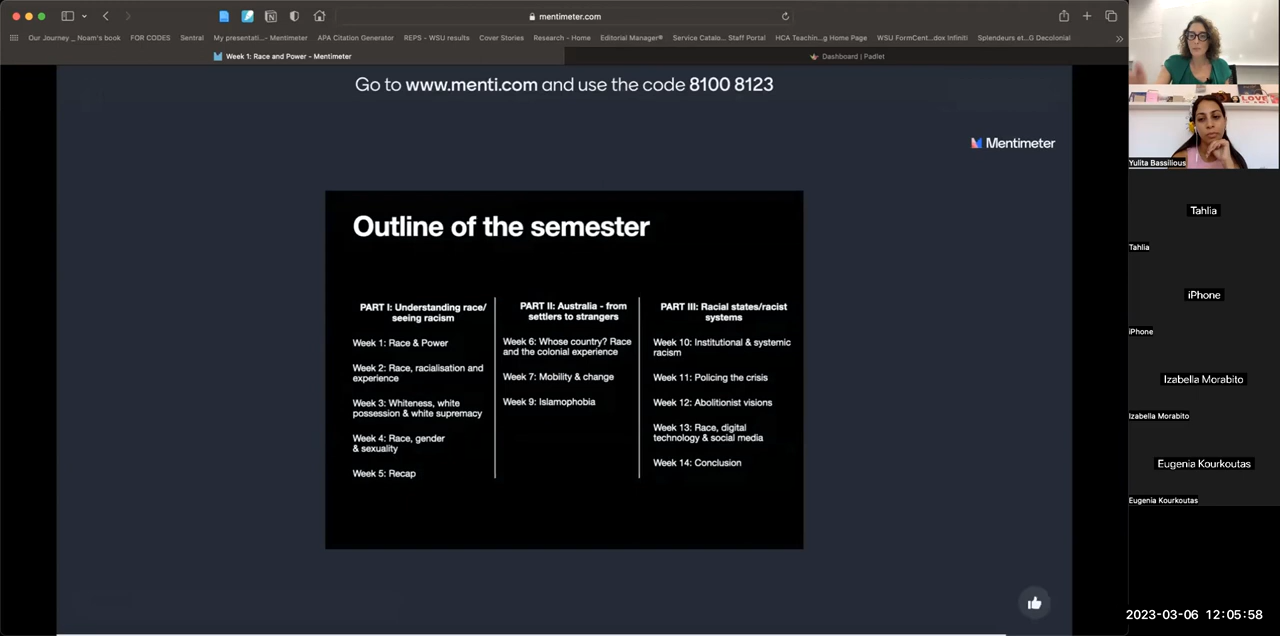 mentimeter.com
Our Journey _ Noam's book
FOR CODES
Sentral
My presentati... - Mentimeter
APA Citation Generator
REPS - WSU results
Cover Stories
Research - Home
Editorial Manager®
Service Catalo... Staff Portal
HCA Teachin...g Home Page
WSU FormCent...dox Infiniti
Splendeurs et...G Decolonial
Week 1: Race and Power - Mentimeter
Dashboard | Padlet
Go to www.menti.com and use the code 8100 8123
Mentimeter
Outline of the semester
PART I: Understanding race/
seeing racism
Week 1: Race & Power
Week 2: Race, racialisation and
experience
Week 3: Whiteness, white
possession & white supremacy
Week 4: Race, gender
& sexuality
Week 5: Recap
PART II: Australia - from
settlers to strangers
Week 6: Whose country? Race
and the colonial experience
Week 7: Mobility & change
Week 9: Islamophobia
PART III: Racial states/racist
systems
Week 10: Institutional & systemic
racism
Week 11: Policing the crisis
Week 12: Abolitionist visions
Week 13: Race, digital
technology & social media
Week 14: Conclusion
Yulita Bassilious
Tahlia
Tahlia
iPhone
iPhone
Izabella Morabito
Izabella Morabito
Eugenia Kourkoutas
Eugenia Kourkoutas
2023-03-06 12:05:58